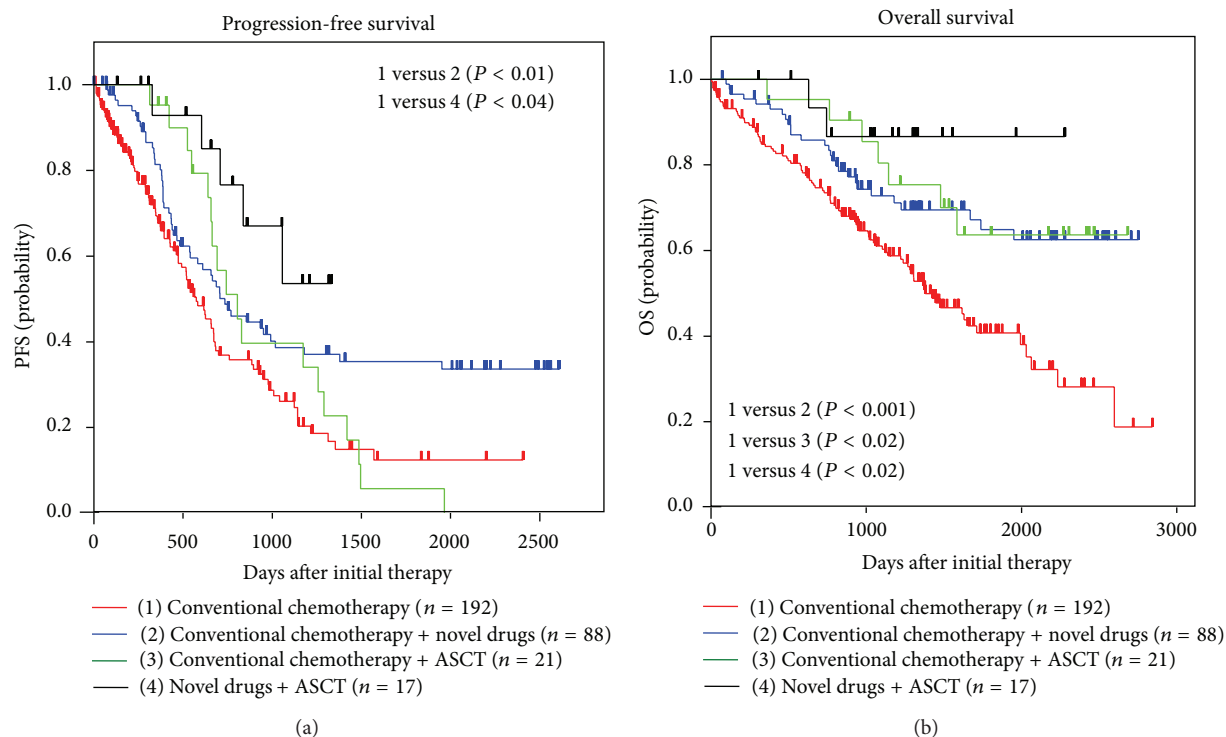 Progression-free survival
1 versus 2 (P < 0.01)
1 versus 4 (P < 0.04)
PFS (probability)
1.0
0.8
0.6
0.4
0.2
0.0
0 500 1000 1500 2000 2500
Days after initial therapy
(1) Conventional chemotherapy (n = 192)
(2) Conventional chemotherapy + novel drugs (n = 88)
(3) Conventional chemotherapy + ASCT (n = 21)
(4) Novel drugs + ASCT (n = 17)
(a)
Overall survival
OS (probability)
1.0
0.8
0.6
0.4
0.2
0.0
1 versus 2 (P < 0.001)
1 versus 3 (P < 0.02)
1 versus 4 (P < 0.02)
0 1000 2000 3000
Days after initial therapy
(1) Conventional chemotherapy (n = 192)
(2) Conventional chemotherapy + novel drugs (n = 88)
(3) Conventional chemotherapy + ASCT (n = 21)
(4) Novel drugs + ASCT (n = 17)
(b)